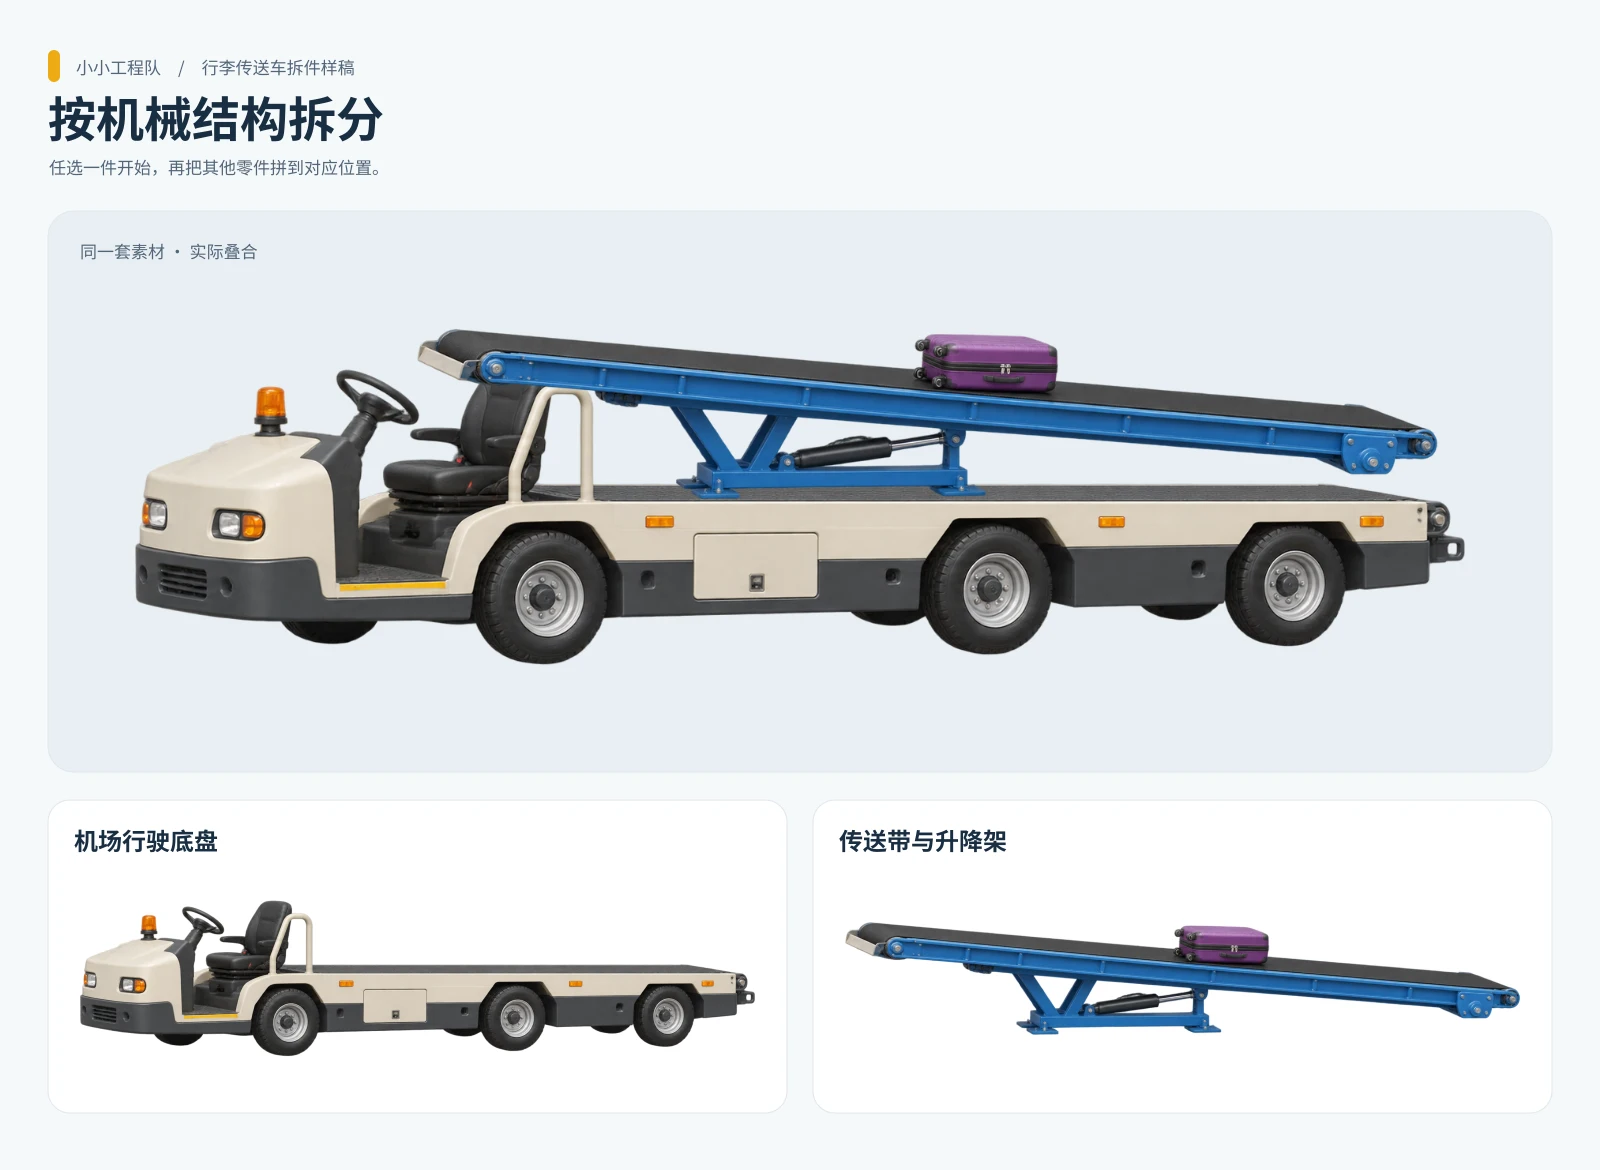 小小工程队 / 行李传送车拆件样稿
按机械结构拆分
任选一件开始，再把其他零件拼到对应位置。
同一套素材 · 实际叠合
机场行驶底盘
传送带与升降架